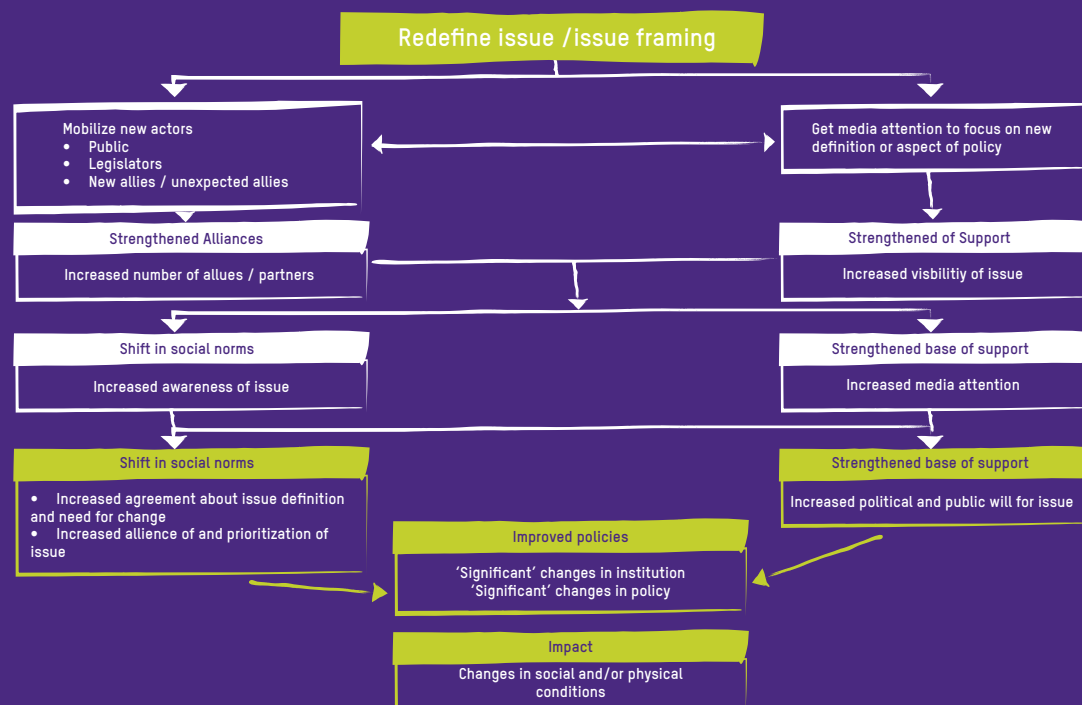 Redefine issue /issue framing
Mobilize new actors
• Public
• Legislators
• New allies / unexpected allies
Get media attention to focus on new
definition or aspect of policy
Strengthened Alliances
Increased number of allues / partners
Strengthened of Support
Increased visbilitiy of issue
Shift in social norms
Increased awareness of issue
Strengthened base of support
Increased media attention
Shift in social norms
• Increased agreement about issue definition
and need for change
• Increased allience of and prioritization of
issue
Strengthened base of support
Increased political and public will for issue
Improved policies
‘Significant’ changes in institution
‘Significant’ changes in policy
Impact
Changes in social and/or physical
conditions